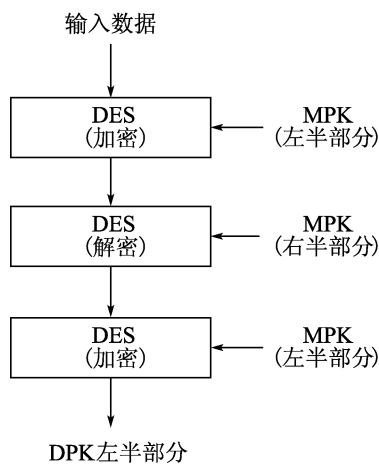 输入数据
DES
(加密)
MPK
(左半部分)
DES
(解密)
MPK
(右半部分)
DES
(加密)
MPK
(左半部分)
DPK左半部分